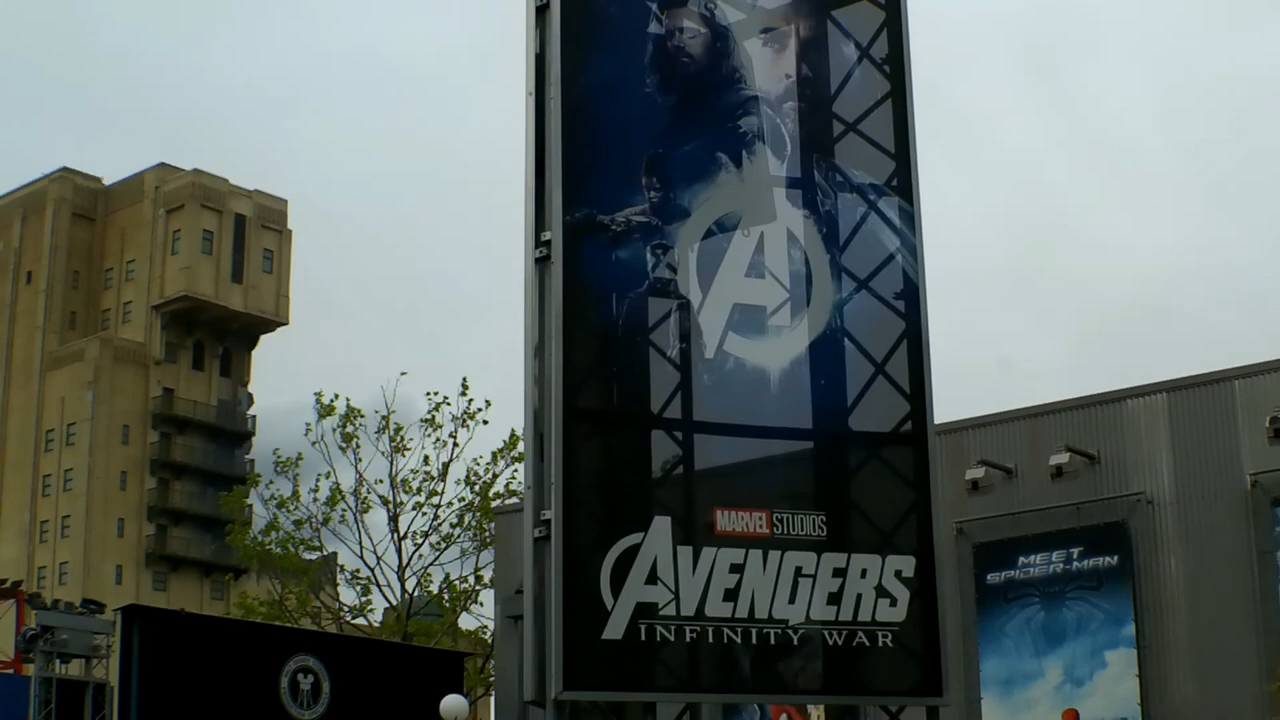 MARVEL STUDIOS
AVENGERS
INFINITY WAR
MEET
SPIDER-MAN